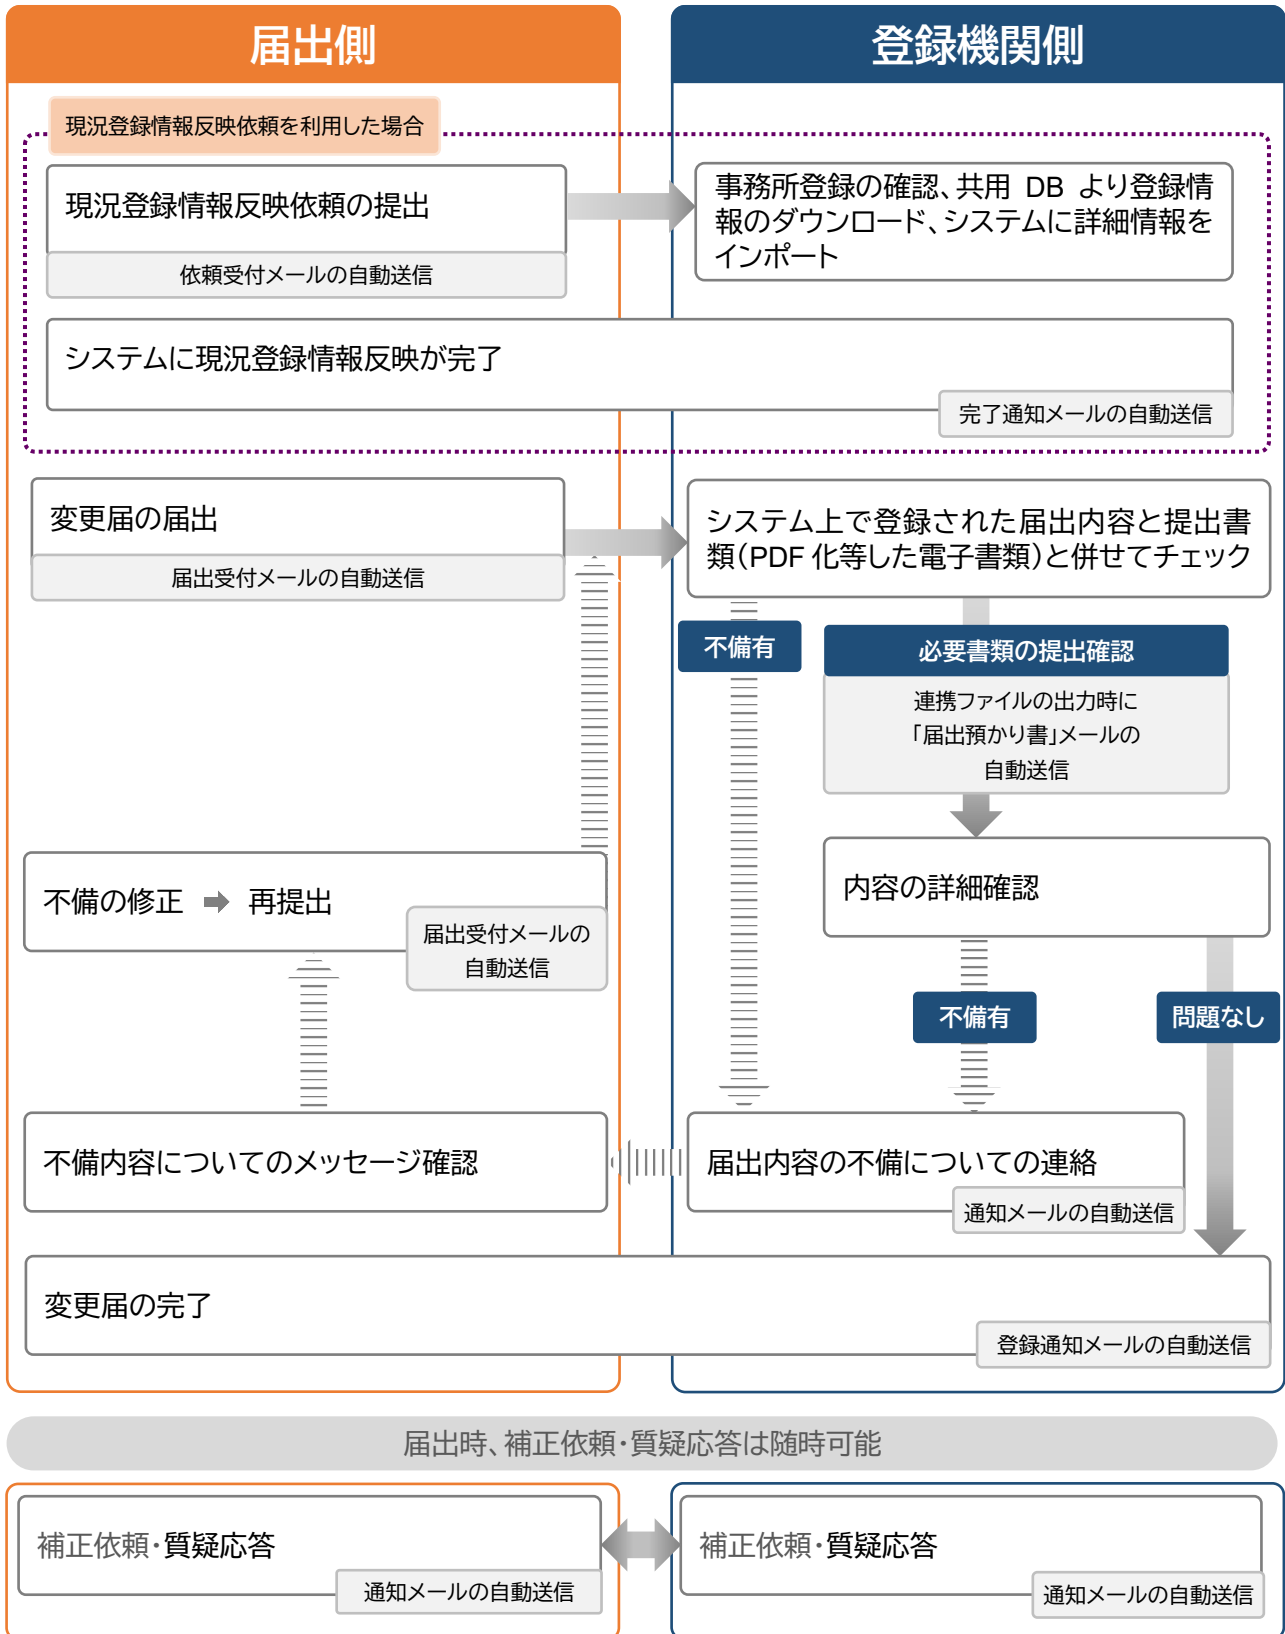 届出側
登録機関側
現況登録情報反映依頼を利用した場合
現況登録情報反映依頼の提出
依頼受付メールの自動送信
事務所登録の確認、共用 DB より登録情
報のダウンロード、システムに詳細情報を
インポート
システムに現況登録情報反映が完了
完了通知メールの自動送信
変更届の届出
届出受付メールの自動送信
システム上で登録された届出内容と提出書
類(PDF 化等した電子書類)と併せてチェック
不備有
必要書類の提出確認
連携ファイルの出力時に
「届出預かり書」メールの
自動送信
内容の詳細確認
不備の修正 ➡ 再提出
届出受付メールの
自動送信
不備有
問題なし
不備内容についてのメッセージ確認
届出内容の不備についての連絡
通知メールの自動送信
変更届の完了
登録通知メールの自動送信
届出時、補正依頼・質疑応答は随時可能
補正依頼・質疑応答
通知メールの自動送信
補正依頼・質疑応答
通知メールの自動送信